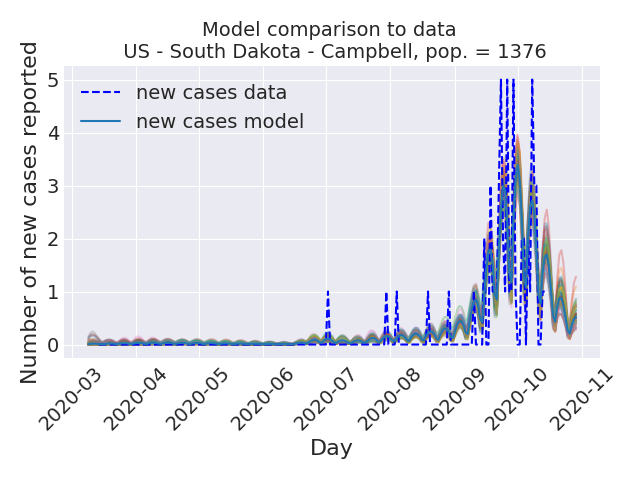 Model comparison to data
US - South Dakota - Campbell, pop. = 1376
Number of new cases reported
5
4
3
2
1
0
new cases data
new cases model
2020-03
2020-04
2020-05
2020-06
2020-07
2020-08
2020-09
2020-10
2020-11
Day